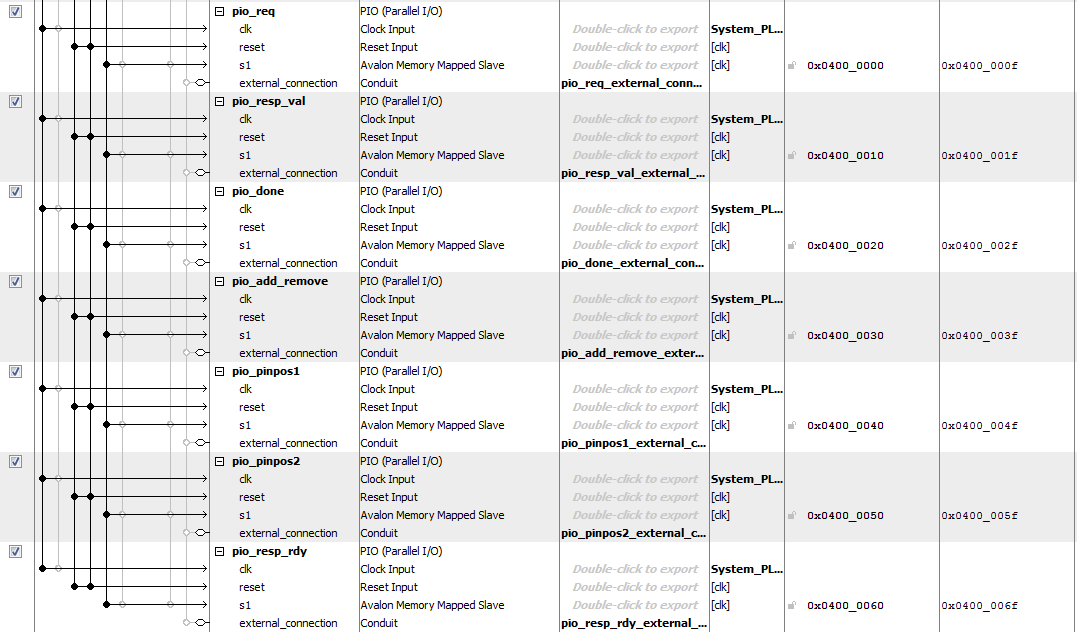 pio_req PIO (Parallel I/O)
clk Clock Input Double-click to export System_PL...
reset Reset Input Double-click to export [clk]
s1 Avalon Memory Mapped Slave Double-click to export [clk] 0x0400_0000 0x0400_000f
external_connection Conduit pio_req_external_conn...
pio_resp_val PIO (Parallel I/O)
clk Clock Input Double-click to export System_PL...
reset Reset Input Double-click to export [clk]
s1 Avalon Memory Mapped Slave Double-click to export [clk] 0x0400_0010 0x0400_001f
external_connection Conduit pio_resp_val_external_...
pio_done PIO (Parallel I/O)
clk Clock Input Double-click to export System_PL...
reset Reset Input Double-click to export [clk]
s1 Avalon Memory Mapped Slave Double-click to export [clk] 0x0400_0020 0x0400_002f
external_connection Conduit pio_done_external_con...
pio_add_remove PIO (Parallel I/O)
clk Clock Input Double-click to export System_PL...
reset Reset Input Double-click to export [clk]
s1 Avalon Memory Mapped Slave Double-click to export [clk] 0x0400_0030 0x0400_003f
external_connection Conduit pio_add_remove_exter...
pio_pinpos1 PIO (Parallel I/O)
clk Clock Input Double-click to export System_PL...
reset Reset Input Double-click to export [clk]
s1 Avalon Memory Mapped Slave Double-click to export [clk] 0x0400_0040 0x0400_004f
external_connection Conduit pio_pinpos1_external_c...
pio_pinpos2 PIO (Parallel I/O)
clk Clock Input Double-click to export System_PL...
reset Reset Input Double-click to export [clk]
s1 Avalon Memory Mapped Slave Double-click to export [clk] 0x0400_0050 0x0400_005f
external_connection Conduit pio_pinpos2_external_c...
pio_resp_rdy PIO (Parallel I/O)
clk Clock Input Double-click to export System_PL...
reset Reset Input Double-click to export [clk]
s1 Avalon Memory Mapped Slave Double-click to export [clk] 0x0400_0060 0x0400_006f
external_connection Conduit pio_resp_rdy_external_...